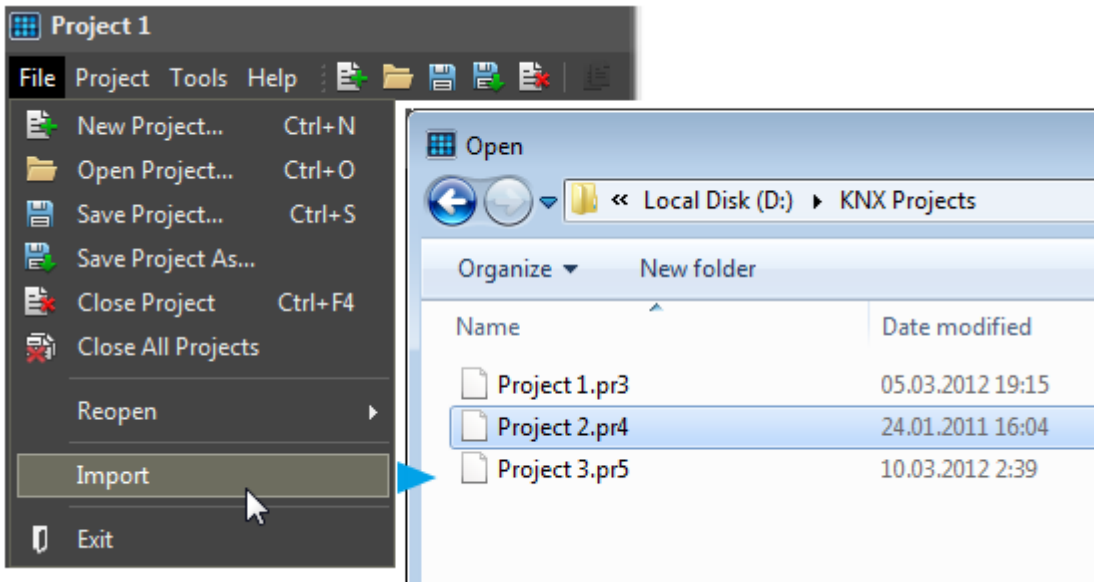 Project 1
File Project Tools Help
New Project... Ctrl+N
Open Project... Ctrl+O
Save Project... Ctrl+S
Save Project As...
Close Project Ctrl+F4
Close All Projects
Reopen
Import
Exit
Open
« Local Disk (D:) KNX Projects
Organize New folder
Name Date modified
Project 1.pr3 05.03.2012 19:15
Project 2.pr4 24.01.2011 16:04
Project 3.pr5 10.03.2012 2:39